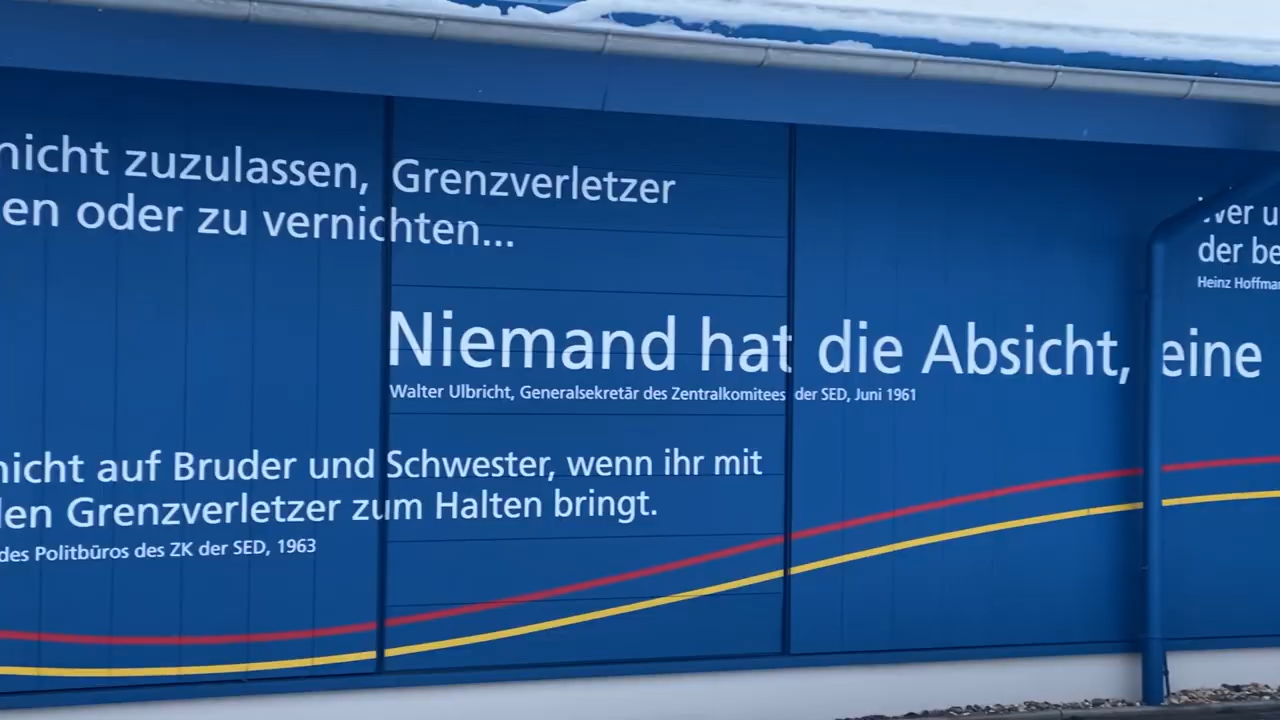 nicht zuzulassen, Grenzverletzer
en oder zu vernichten...
Wer u
der be
Heinz Hoffma
Niemand hat die Absicht, eine
Walter Ulbricht, Generalsekretär des Zentralkomitees der SED, Juni 1961
nicht auf Bruder und Schwester, wenn ihr mit
den Grenzverletzer zum Halten bringt.
des Politbüros des ZK der SED, 1963